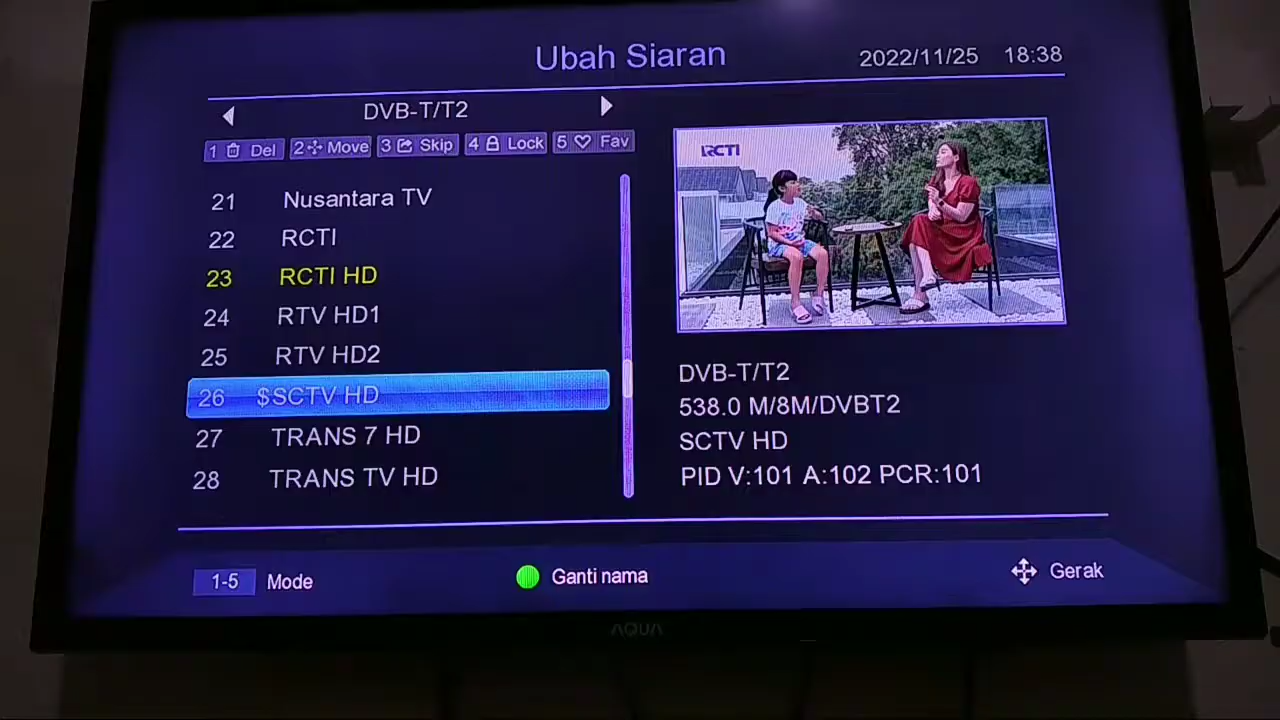 Ubah Siaran
2022/11/25 18:38
DVB-T/T2
1 Del 2 Move 3 Skip 4 Lock 5 Fav
21 Nusantara TV
22 RCTI
23 RCTI HD
24 RTV HD1
25 RTV HD2
26 $SCTV HD
27 TRANS 7 HD
28 TRANS TV HD
RCTI
DVB-T/T2
538.0 M/8M/DVBT2
SCTV HD
PID V:101 A:102 PCR:101
1-5 Mode
Ganti nama
Gerak
AQUA